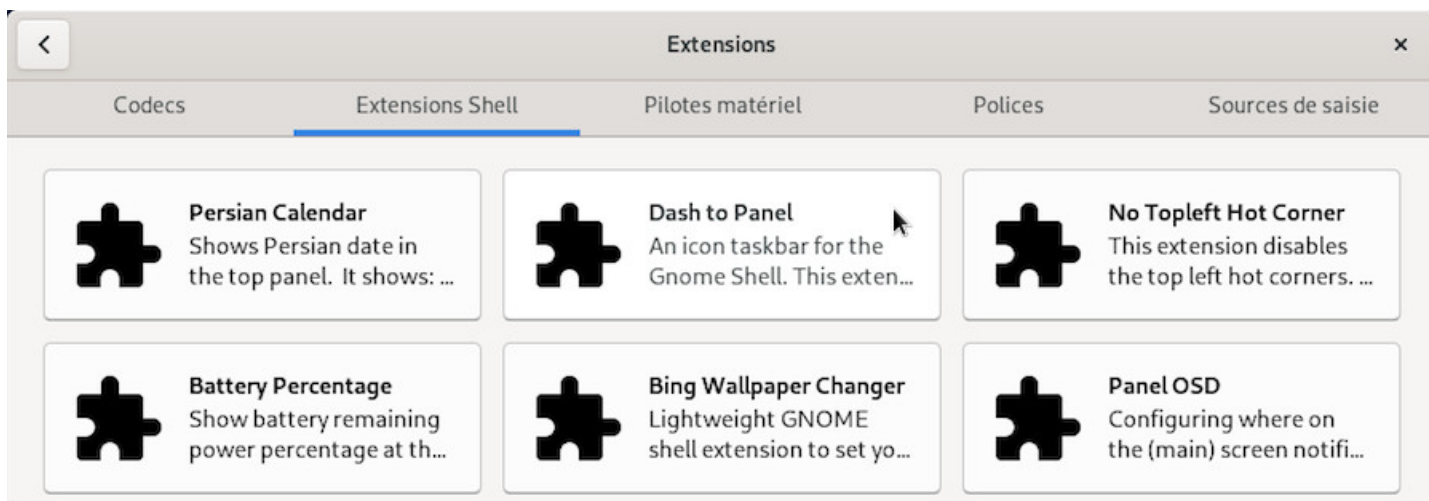 Extensions
Codecs
Extensions Shell
Pilotes matériel
Polices
Sources de saisie
Persian Calendar
Shows Persian date in
the top panel. It shows: ...
Dash to Panel
An icon taskbar for the
Gnome Shell. This exten...
No Topleft Hot Corner
This extension disables
the top left hot corners. ...
Battery Percentage
Show battery remaining
power percentage at th...
Bing Wallpaper Changer
Lightweight GNOME
shell extension to set yo...
Panel OSD
Configuring where on
the (main) screen notifi...